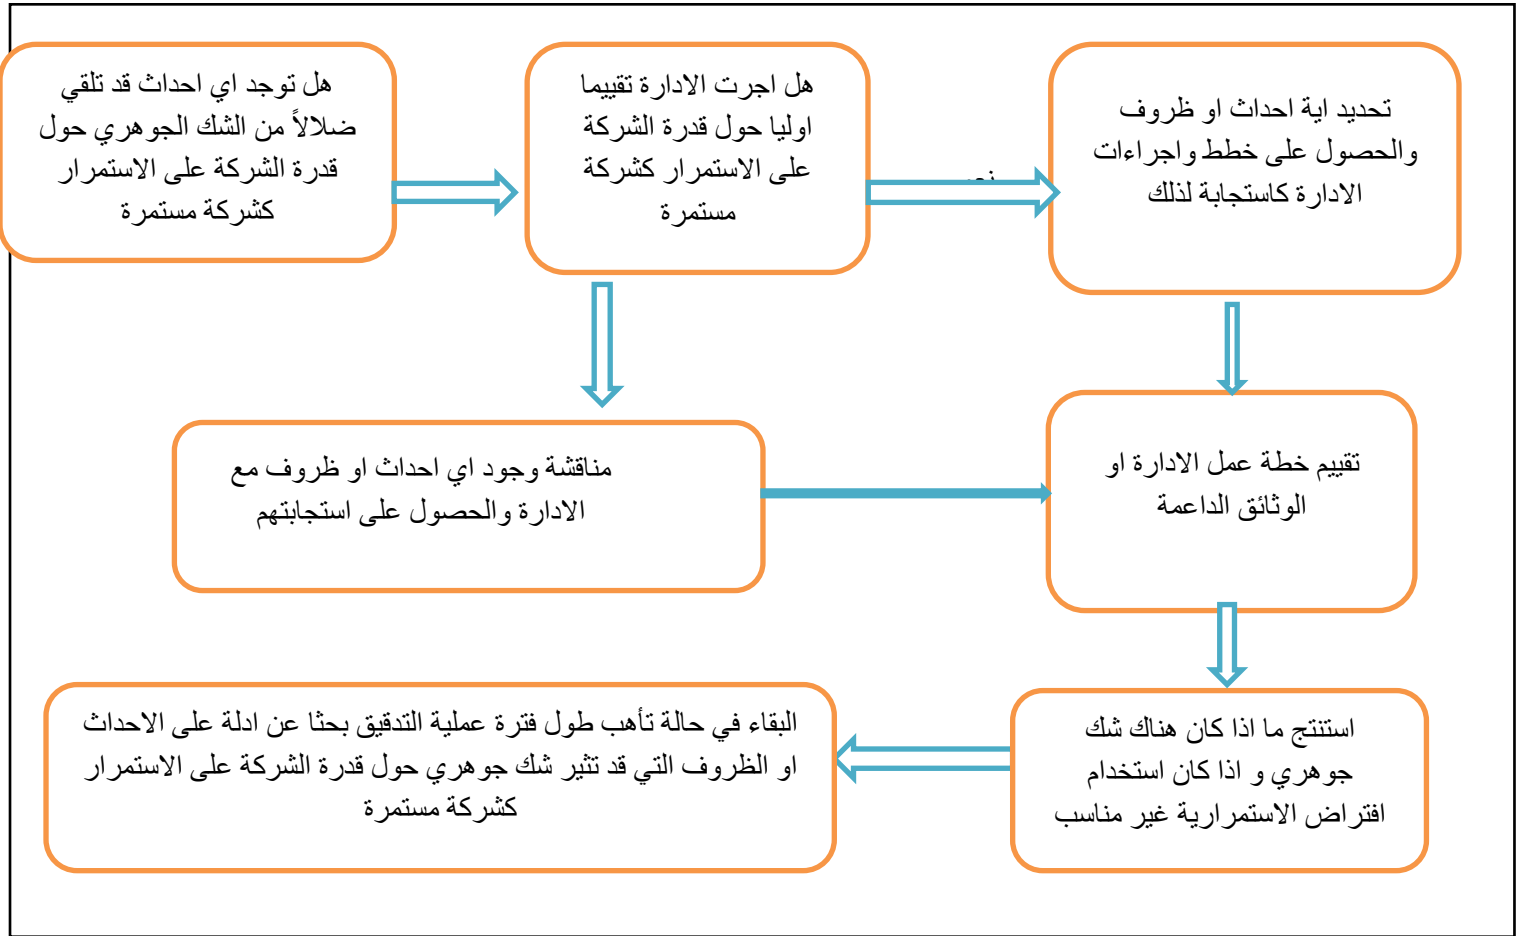 هل توجد اي احداث قد تلقي
ضلالاً من الشك الجوهري حول
قدرة الشركة على الاستمرار
كشركة مستمرة
هل اجرت الادارة تقييما
اوليا حول قدرة الشركة
على الاستمرار كشركة
مستمرة
تحديد اية احداث او ظروف
والحصول على خطط واجراءات
الادارة كاستجابة لذلك
مناقشة وجود اي احداث او ظروف مع
الادارة والحصول على استجابتهم
تقييم خطة عمل الادارة او
الوثائق الداعمة
استنتج ما اذا كان هناك شك
جوهري و اذا كان استخدام
افتراض الاستمرارية غير مناسب
البقاء في حالة تأهب طول فترة عملية التدقيق بحثا عن ادلة على الاحداث
او الظروف التي قد تثير شك جوهري حول قدرة الشركة على الاستمرار
كشركة مستمرة